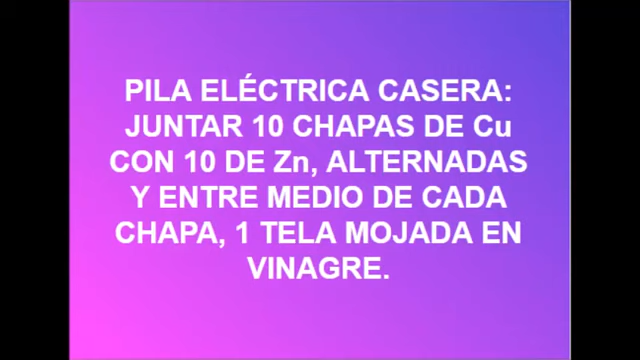 PILA ELÉCTRICA CASERA:
JUNTAR 10 CHAPAS DE Cu
CON 10 DE Zn, ALTERNADAS
Y ENTRE MEDIO DE CADA
CHAPA, 1 TELA MOJADA EN
VINAGRE.